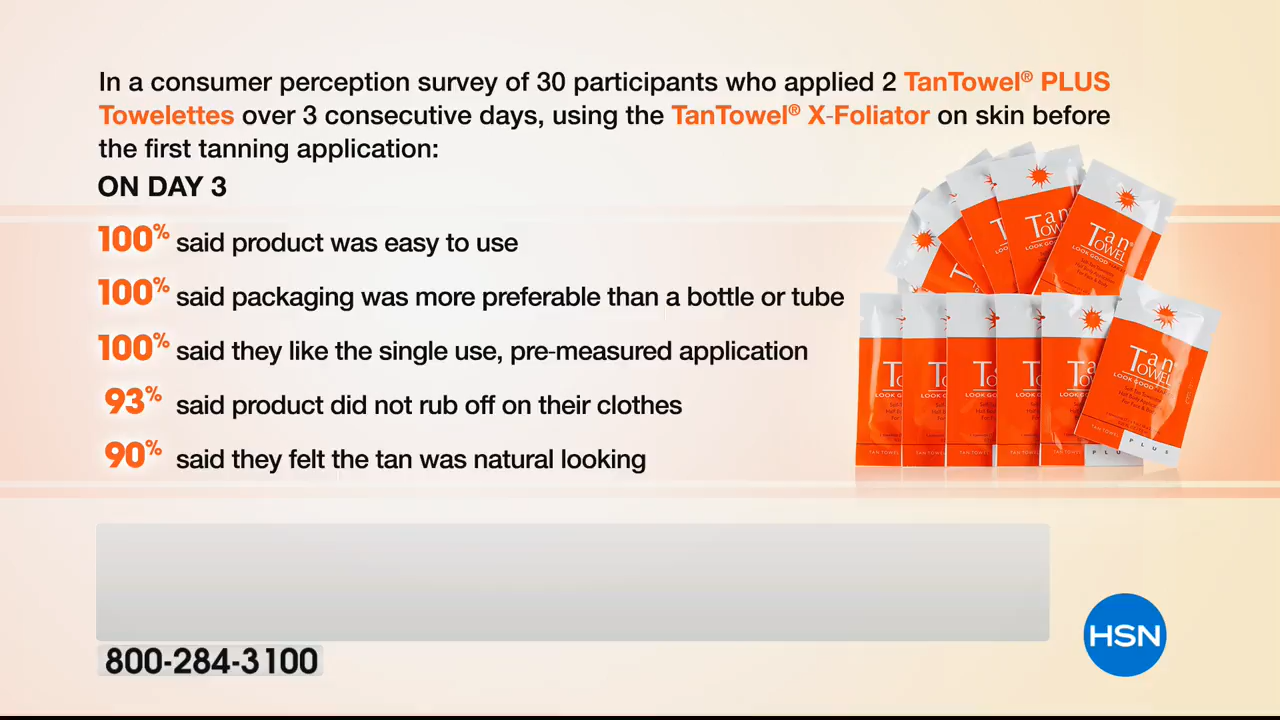 In a consumer perception survey of 30 participants who applied 2 TanTowel® PLUS
Towelettes over 3 consecutive days, using the TanTowel® X-Foliator on skin before
the first tanning application:
ON DAY 3
100% said product was easy to use
100% said packaging was more preferable than a bottle or tube
100% said they like the single use, pre-measured application
93% said product did not rub off on their clothes
90% said they felt the tan was natural looking
Tan
TOWEL
LOOK GOOD
Tan
TOWEL
LOOK GOOD
PLUS
800-284-3100
HSN